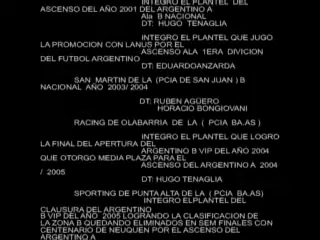 INTEGRO EL PLANTEL DEL
ASCENSO DEL AÑO 2001 DEL ARGENTINO A
Ala B NACIONAL
DT: HUGO TENAGLIA
INTEGRO EL PLANTEL QUE JUGO
LA PROMOCION CON LANUS POR EL
ASCENSO ALA 1ERA DIVICION
DEL FUTBOL ARGENTINO
DT: EDUARDOANZARDA
SAN MARTIN DE LA (PCIA DE SAN JUAN ) B
NACIONAL AÑO 2003/ 2004
DT: RUBEN AGÜERO
HORACIO BONGIOVANI
RACING DE OLABARRIA DE LA ( PCIA BA.AS )
INTEGRO EL PLANTEL QUE LOGRO
LA FINAL DEL APERTURA DEL
ARGENTINO B VIP DEL AÑO 2004
QUE OTORGO MEDIA PLAZA PARA EL
ASCENSO DEL ARGENTINO A 2004
/ 2005
DT: HUGO TENAGLIA
SPORTING DE PUNTA ALTA DE LA ( PCIA BA.AS)
INTEGRO ELPLANTEL DEL
CLAUSURA DEL ARGENTINO
B VIP DEL AÑO 2005 LOGRANDO LA CLASIFICACION DE
LA ZONA B QUEDANDO ELIMINADOS EN SEM FINALES CON
CENTENARIO DE NEUQUEN POR EL ASCENSO DEL
ARGENTINO A